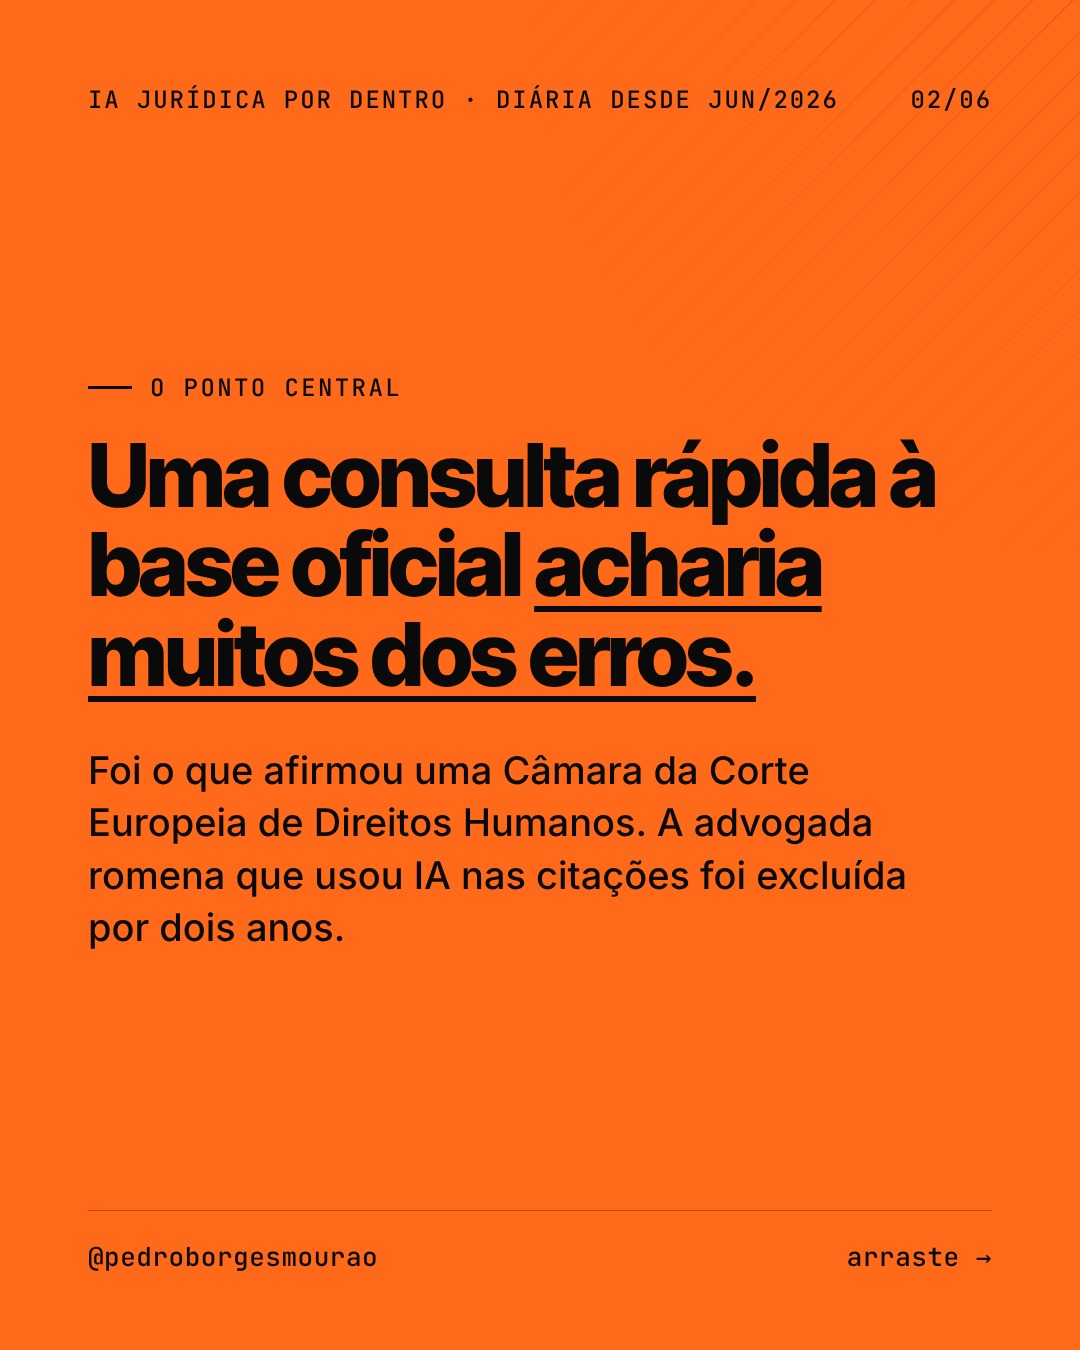 IA JURÍDICA POR DENTRO · DIÁRIA DESDE JUN/2026 02/06
O PONTO CENTRAL
Uma consulta rápida à
base oficial acharia
muitos dos erros.
Foi o que afirmou uma Câmara da Corte
Europeia de Direitos Humanos. A advogada
romena que usou IA nas citações foi excluída
por dois anos.
@pedroborgesmourao arraste →